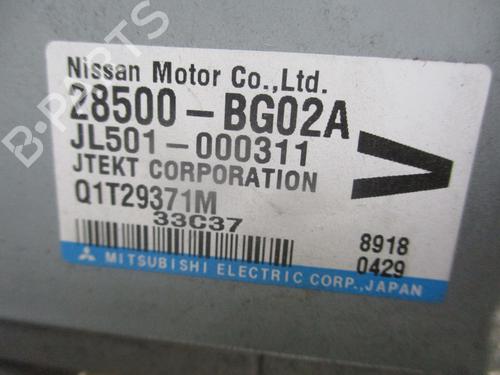 Nissan Motor Co.,Ltd.
28500-BG02A
JL501-000311
JTEKT CORPORATION
Q1T29371M
33C37
8918
0429
MITSUBISHI ELECTRIC CORP.,JAPAN
B-PARTS